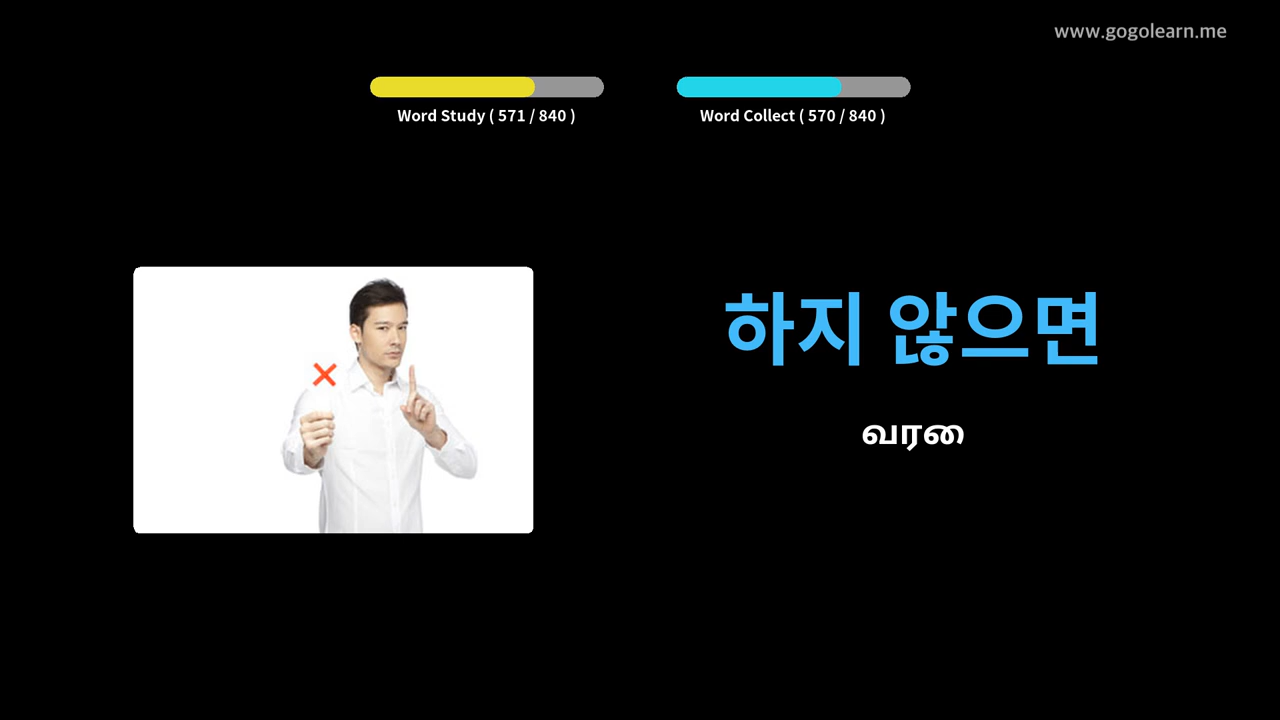 www.gogolearn.me
Word Study ( 571 / 840 )
Word Collect ( 570 / 840 )
하지 않으면
வரை